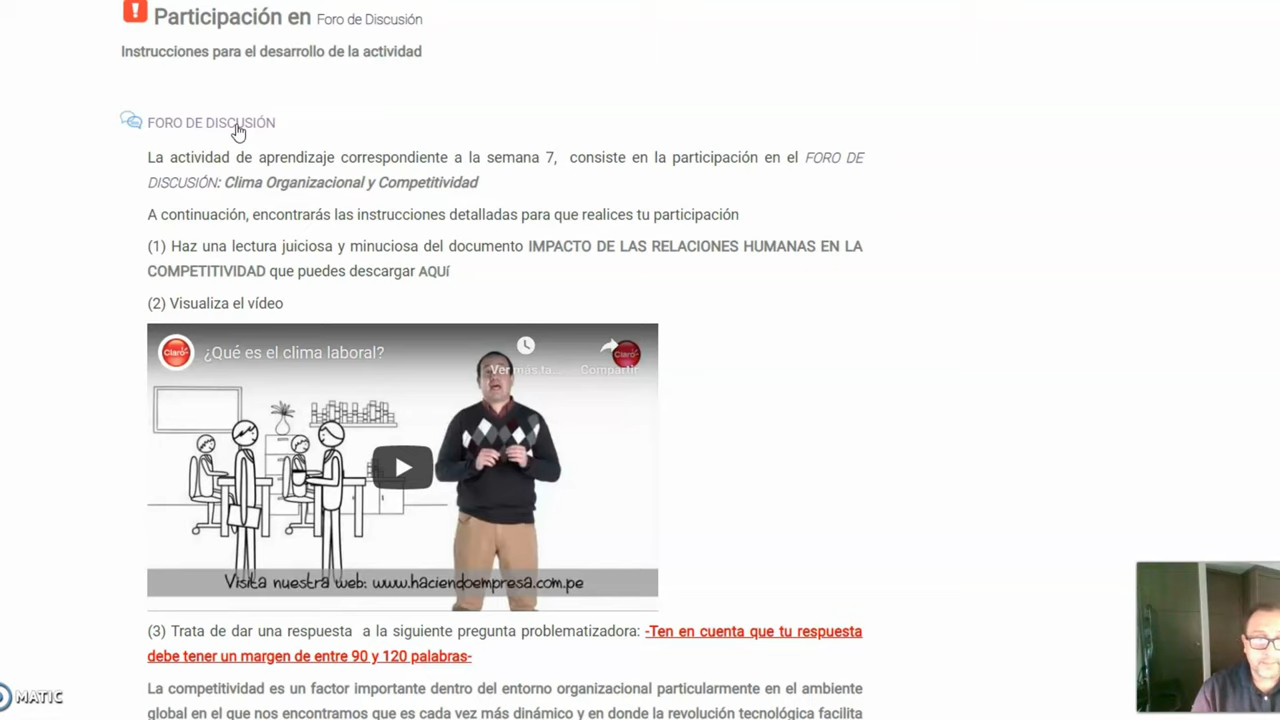 Participación en Foro de Discusión
Instrucciones para el desarrollo de la actividad
FORO DE DISCUSIÓN
La actividad de aprendizaje correspondiente a la semana 7, consiste en la participación en el FORO DE
DISCUSIÓN: Clima Organizacional y Competitividad
A continuación, encontrarás las instrucciones detalladas para que realices tu participación
(1) Haz una lectura juiciosa y minuciosa del documento IMPACTO DE LAS RELACIONES HUMANAS EN LA
COMPETITIVIDAD que puedes descargar AQUí
(2) Visualiza el vídeo
Claro
¿Qué es el clima laboral?
Claro
Ver más ta... Compartir
Visita nuestra web: www.haciendoempresa.com.pe
(3) Trata de dar una respuesta a la siguiente pregunta problematizadora: -Ten en cuenta que tu respuesta
debe tener un margen de entre 90 y 120 palabras-
La competitividad es un factor importante dentro del entorno organizacional particularmente en el ambiente
MATIC
global en el que nos encontramos que es cada vez más dinámico y en donde la revolución tecnológica facilita